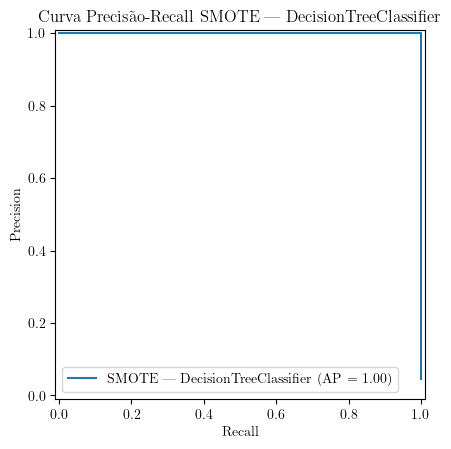 Curva Precisão-Recall SMOTE — DecisionTreeClassifier
1.0
0.8
0.6
0.4
0.2
0.0
Precision
SMOTE — DecisionTreeClassifier (AP = 1.00)
0.0 0.2 0.4 0.6 0.8 1.0
Recall